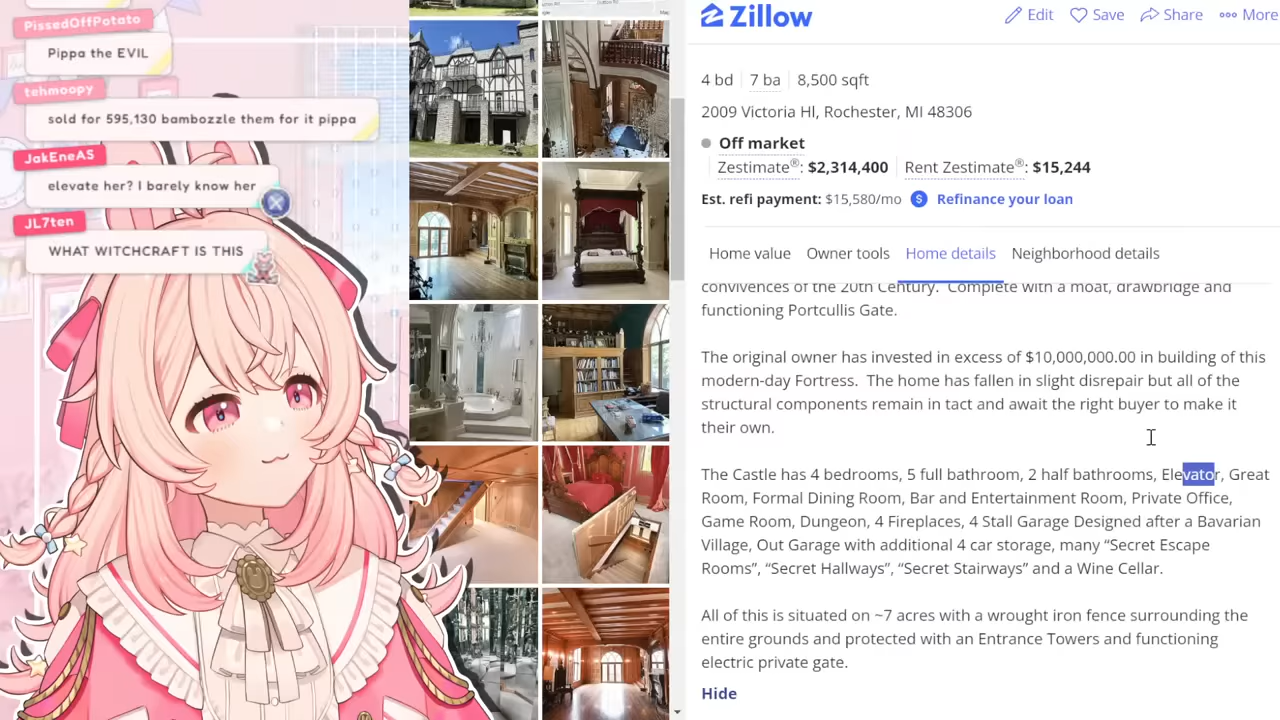 PissedOffPotato
Pippa the EVIL
tehmoopy
sold for 595,130 bambozzle them for it pippa
JakEneAS
elevate her? I barely know her
JL7ten
WHAT WITCHCRAFT IS THIS
Zillow
Edit
Save
Share
More
4 bd
7 ba
8,500 sqft
2009 Victoria Hl, Rochester, MI 48306
Off market
Zestimate®: $2,314,400
Rent Zestimate®: $15,244
Est. refi payment: $15,580/mo
$ Refinance your loan
Home value
Owner tools
Home details
Neighborhood details
convivences of the 20th Century. Complete with a moat, drawbridge and
functioning Portcullis Gate.
The original owner has invested in excess of $10,000,000.00 in building of this
modern-day Fortress. The home has fallen in slight disrepair but all of the
structural components remain in tact and await the right buyer to make it
their own.
The Castle has 4 bedrooms, 5 full bathroom, 2 half bathrooms, Elevator, Great
Room, Formal Dining Room, Bar and Entertainment Room, Private Office,
Game Room, Dungeon, 4 Fireplaces, 4 Stall Garage Designed after a Bavarian
Village, Out Garage with additional 4 car storage, many “Secret Escape
Rooms”, “Secret Hallways”, “Secret Stairways” and a Wine Cellar.
All of this is situated on ~7 acres with a wrought iron fence surrounding the
entire grounds and protected with an Entrance Towers and functioning
electric private gate.
Hide